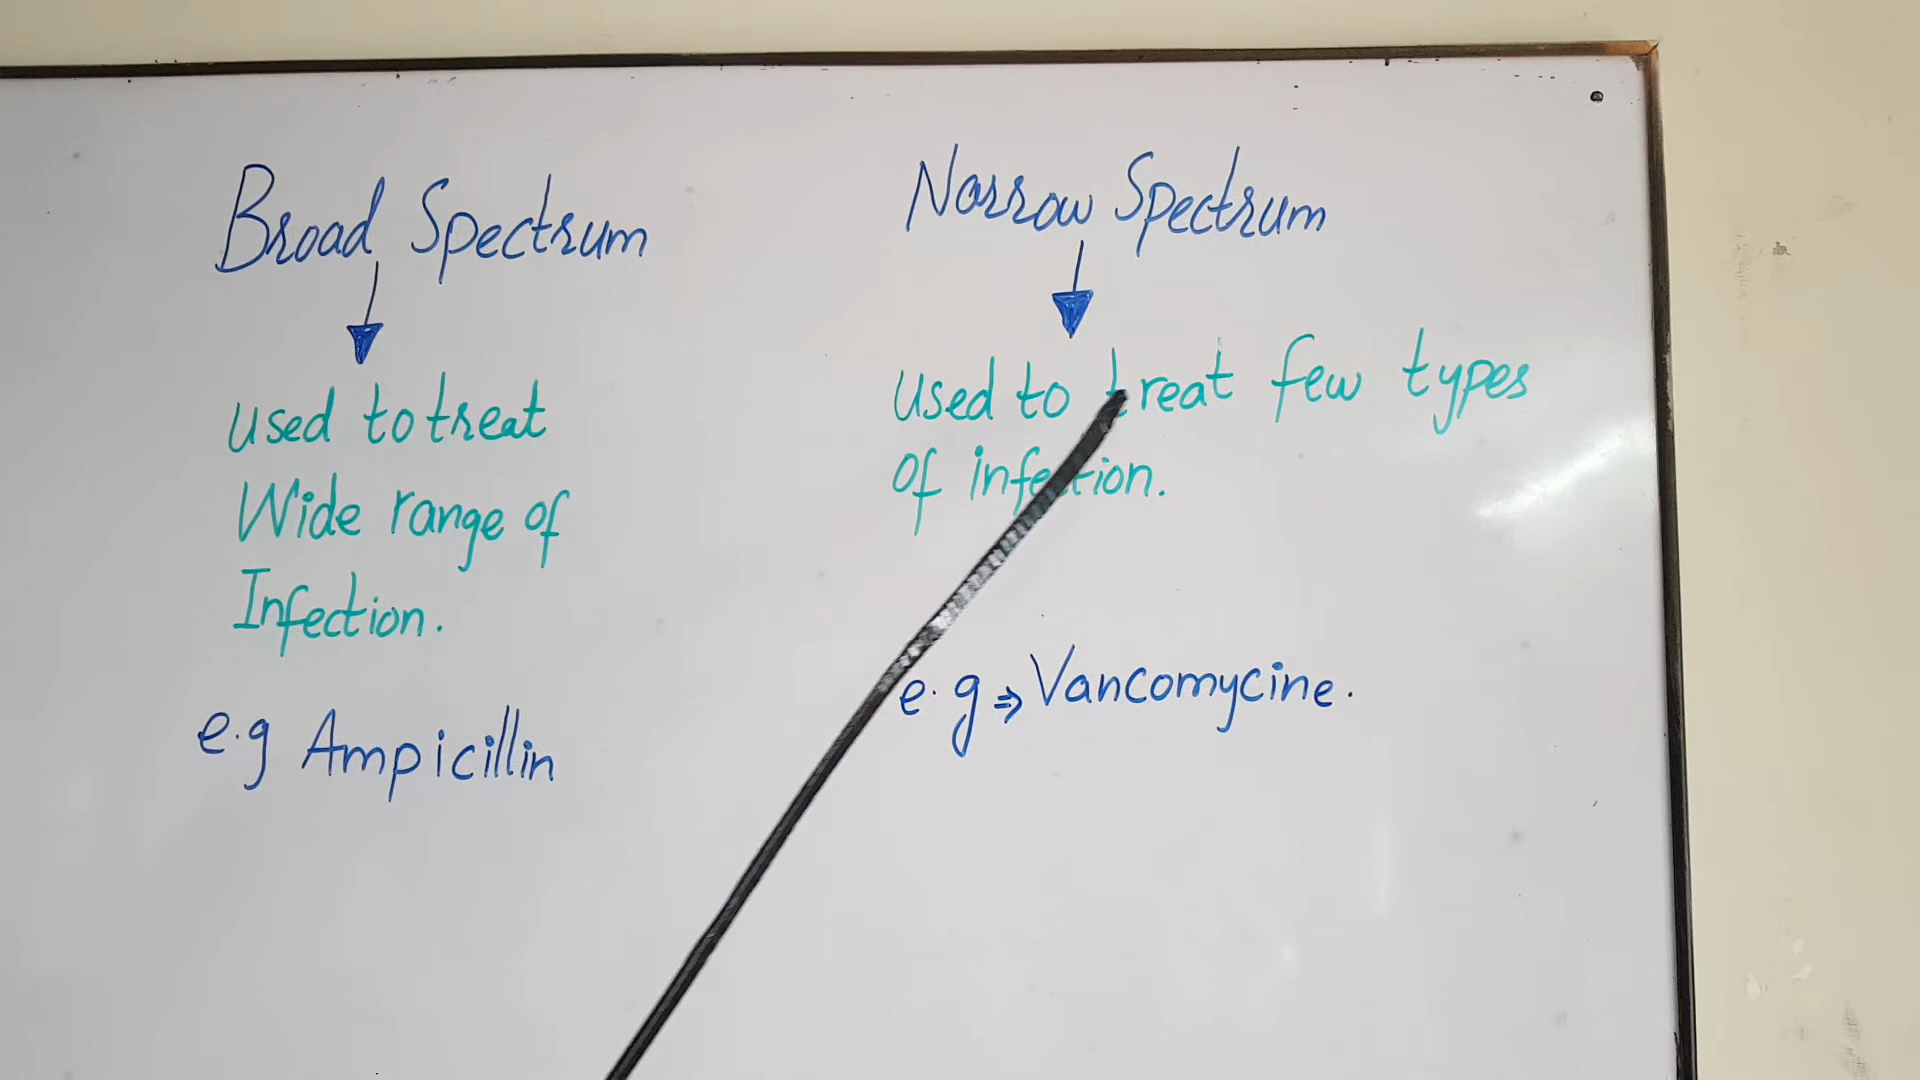 Broad Spectrum
used to treat
Wide range of
Infection.
e.g Ampicillin
Narrow Spectrum
used to treat few types
of infection.
e.g ⇒ Vancomycine.